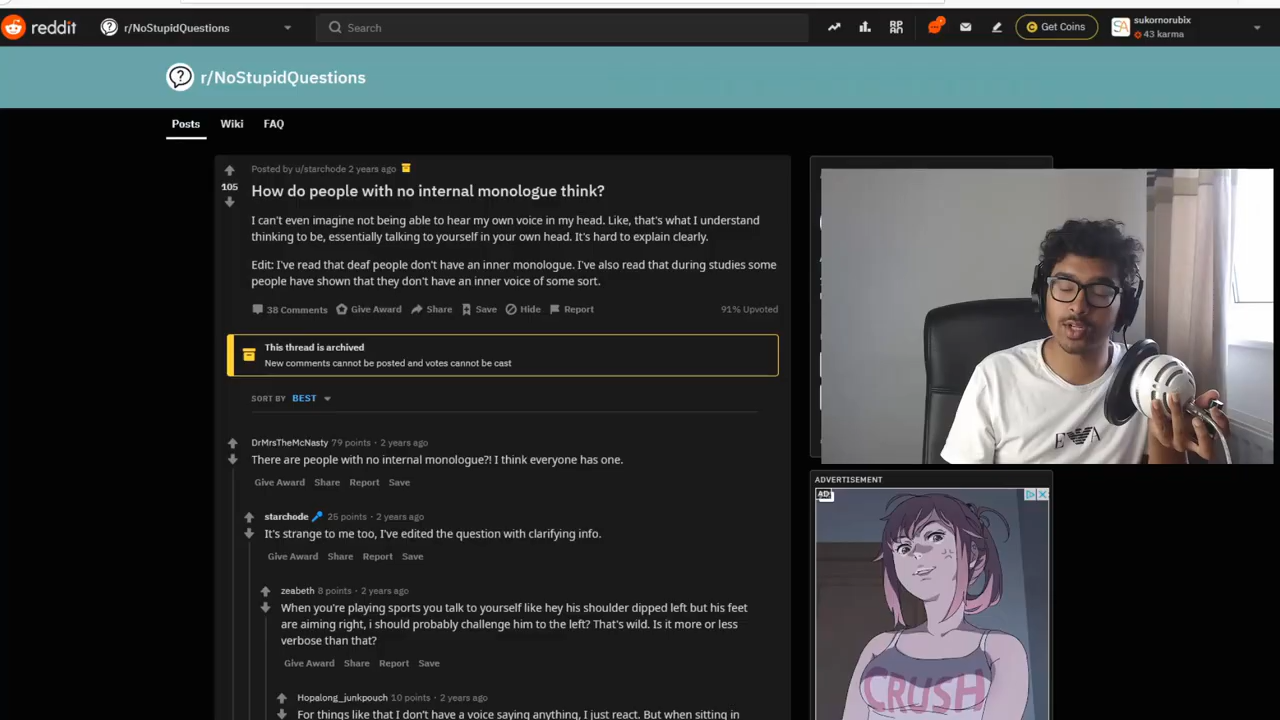 reddit
r/NoStupidQuestions
Search
Get Coins
SA
sukornorubix
43 karma
r/NoStupidQuestions
Posts
Wiki
FAQ
Posted by u/starchode 2 years ago
105
How do people with no internal monologue think?
I can't even imagine not being able to hear my own voice in my head. Like, that's what I understand
thinking to be, essentially talking to yourself in your own head. It's hard to explain clearly.
Edit: I've read that deaf people don't have an inner monologue. I've also read that during studies some
people have shown that they don't have an inner voice of some sort.
38 Comments Give Award Share Save Hide Report 91% Upvoted
This thread is archived
New comments cannot be posted and votes cannot be cast
SORT BY BEST
DrMrsTheMcNasty 79 points · 2 years ago
There are people with no internal monologue?! I think everyone has one.
Give Award Share Report Save
starchode 25 points · 2 years ago
It's strange to me too, I've edited the question with clarifying info.
Give Award Share Report Save
zeabeth 8 points · 2 years ago
When you're playing sports you talk to yourself like hey his shoulder dipped left but his feet
are aiming right, i should probably challenge him to the left? That's wild. Is it more or less
verbose than that?
Give Award Share Report Save
Hopalong_junkpouch 10 points · 2 years ago
For things like that I don't have a voice saying anything, I just react. But when sitting in
ADVERTISEMENT
AD
CRUSH